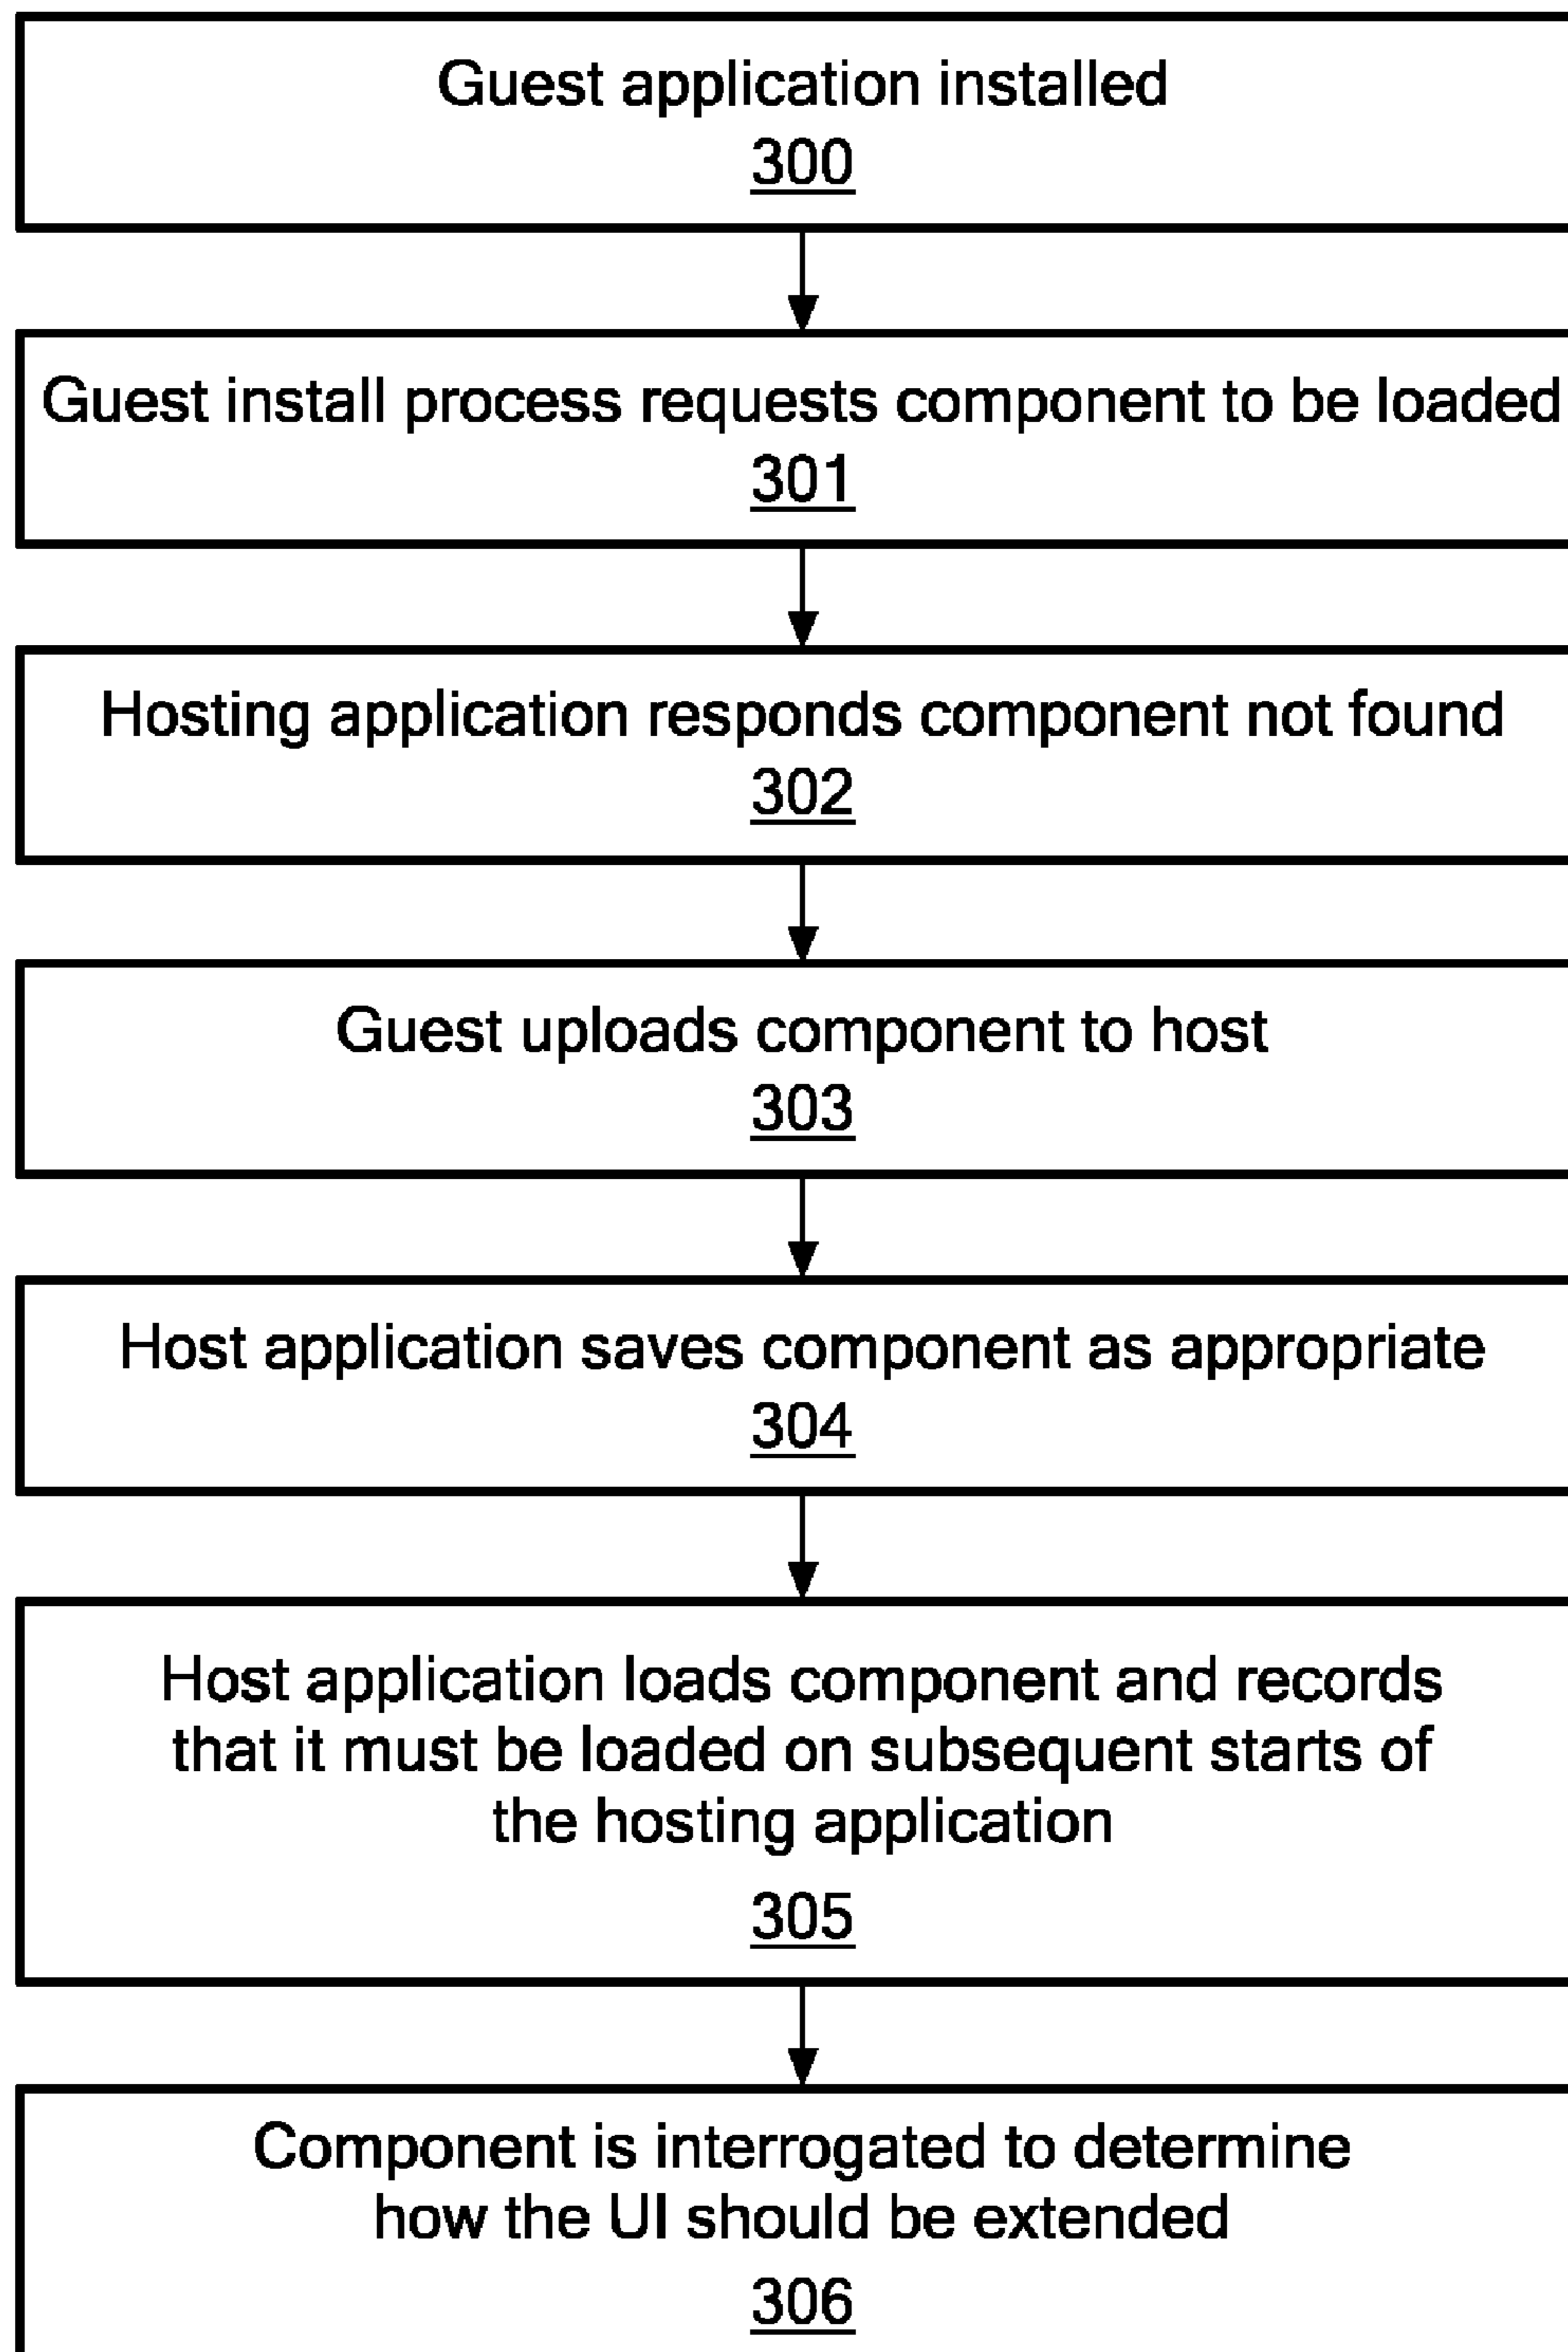 Guest application installed
300
Guest install process requests component to be loaded
301
Hosting application responds component not found
302
Guest uploads component to host
303
Host application saves component as appropriate
304
Host application loads component and records
that it must be loaded on subsequent starts of
the hosting application
305
Component is interrogated to determine
how the UI should be extended
306